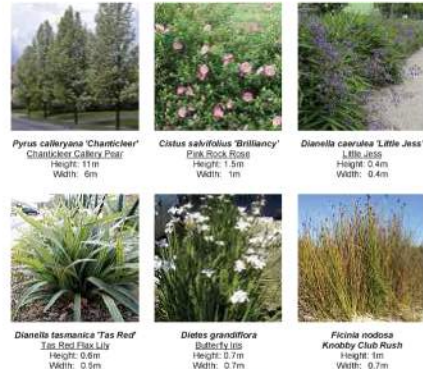 Pyrus calleryana 'Chanticleer'
Chanticleer Callery Pear
Height: 11m
Width: 6m
Cistus salvifolius 'Brilliancy'
Pink Rock Rose
Height: 1.5m
Width: 1m
Dianella caerulea 'Little Jess'
Little Jess
Height: 0.4m
Width: 0.4m
Dianella tasmanica 'Tas Red'
Tas Red Flax Lily
Height: 0.6m
Width: 0.5m
Dietes grandiflora
Butterfly Iris
Height: 0.7m
Width: 0.7m
Ficinia nodosa
Knobby Club Rush
Height: 1m
Width: 0.7m